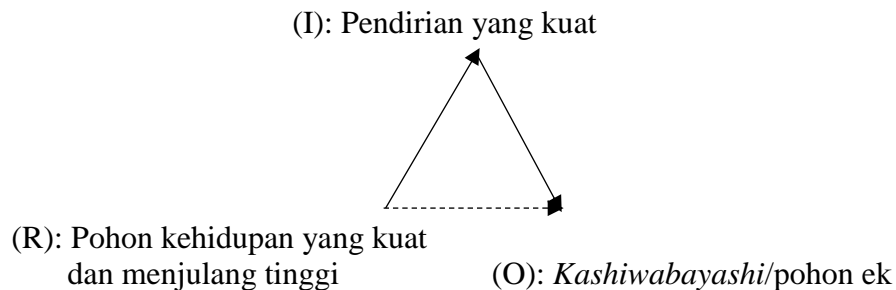 (I): Pendirian yang kuat
(R): Pohon kehidupan yang kuat
dan menjulang tinggi
(O): Kashiwabayashi/pohon ek